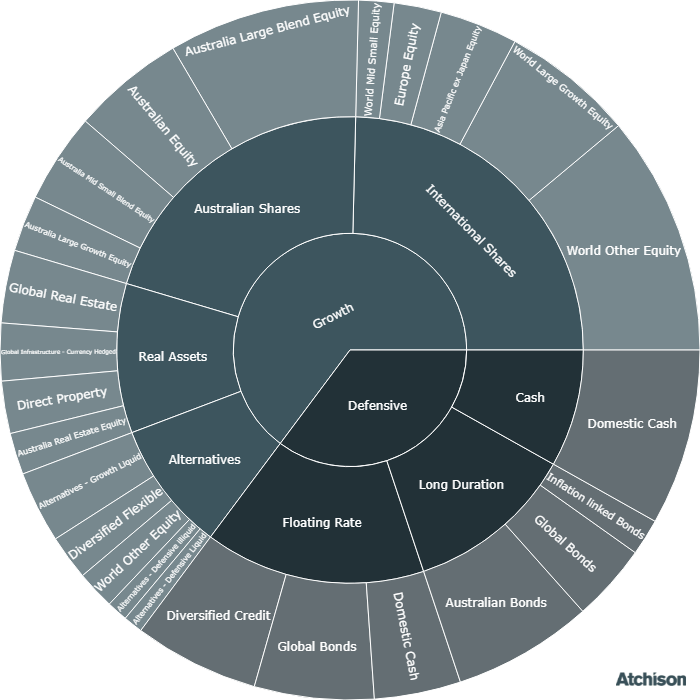 Growth
Defensive
Australian Shares
International Shares
Real Assets
Alternatives
Floating Rate
Long Duration
Cash
Australia Large Blend Equity
World Mid Small Equity
Europe Equity
Asia Pacific ex Japan Equity
World Large Growth Equity
World Other Equity
Domestic Cash
Inflation linked Bonds
Global Bonds
Australian Bonds
Domestic Cash
Global Bonds
Diversified Credit
Alternatives - Defensive Liquid
Alternatives - Defensive Illiquid
World Other Equity
Diversified Flexible
Alternatives - Growth Liquid
Australia Real Estate Equity
Direct Property
Global Infrastructure - Currency Hedged
Global Real Estate
Australia Large Growth Equity
Australia Mid Small Blend Equity
Australian Equity
Atchison